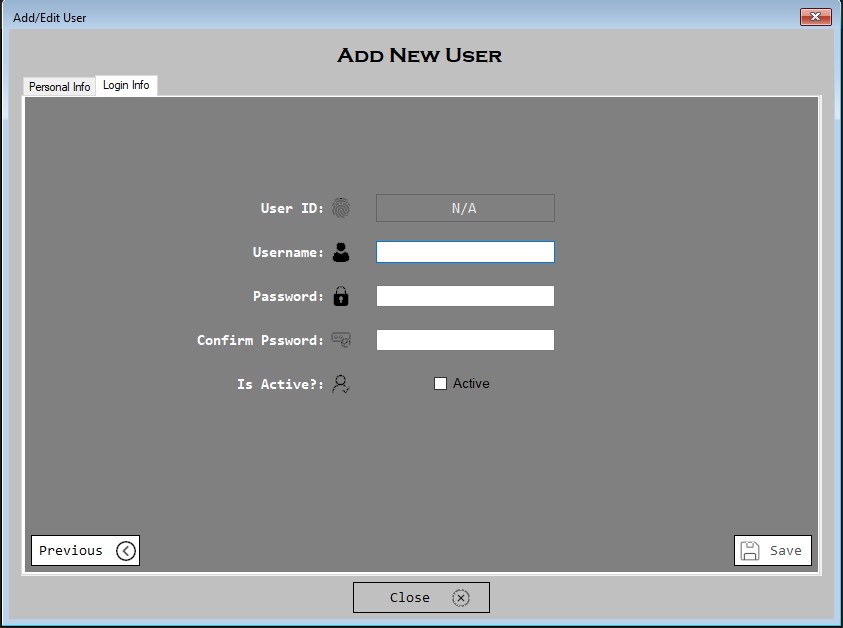 Add/Edit User
Add New User
Personal Info Login Info
User ID: N/A
Username:
Password:
Confirm Pssword:
Is Active?: Active
Previous Save
Close